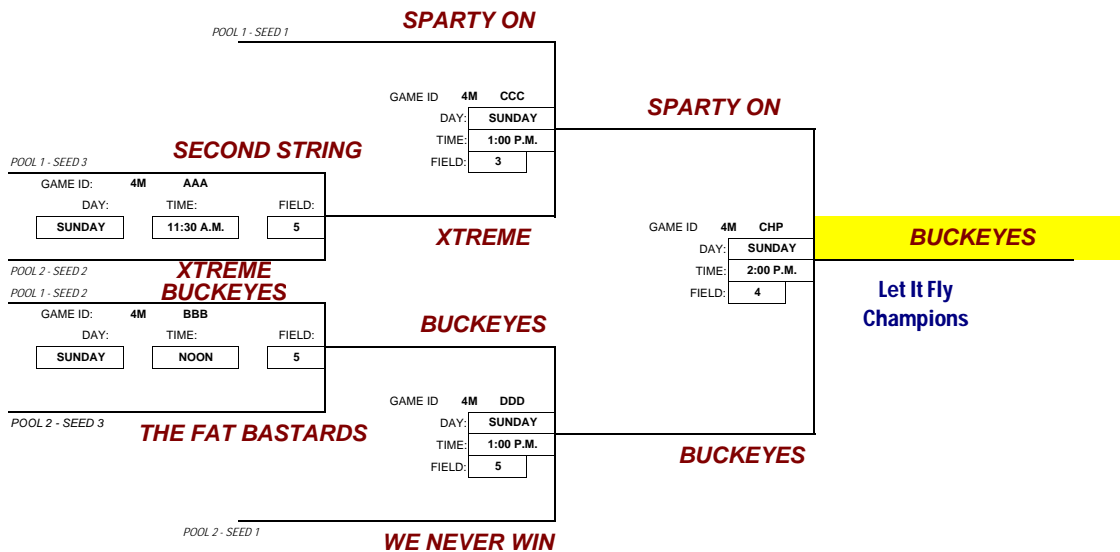 SPARTY ON
POOL 1 - SEED 1
GAME ID 4M CCC
DAY: SUNDAY
TIME: 1:00 P.M.
FIELD: 3
SPARTY ON
SECOND STRING
POOL 1 - SEED 3
GAME ID: 4M AAA
DAY: TIME: FIELD:
SUNDAY 11:30 A.M. 5
XTREME
POOL 2 - SEED 2
XTREME
GAME ID 4M CHP
DAY: SUNDAY
TIME: 2:00 P.M.
FIELD: 4
BUCKEYES
Let It Fly
Champions
POOL 1 - SEED 2
BUCKEYES
GAME ID: 4M BBB
DAY: TIME: FIELD:
SUNDAY NOON 5
BUCKEYES
POOL 2 - SEED 3
THE FAT BASTARDS
GAME ID 4M DDD
DAY: SUNDAY
TIME: 1:00 P.M.
FIELD: 5
BUCKEYES
POOL 2 - SEED 1
WE NEVER WIN